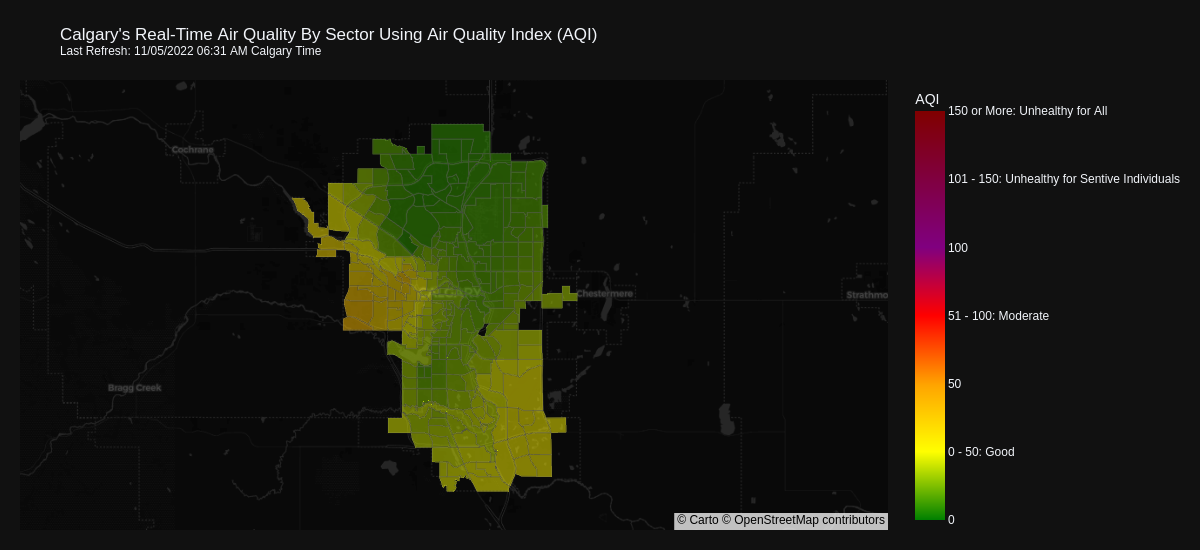 Calgary's Real-Time Air Quality By Sector Using Air Quality Index (AQI)
Last Refresh: 11/05/2022 06:31 AM Calgary Time
AQI
150 or More: Unhealthy for All
Cochrane
101 - 150: Unhealthy for Sentive Individuals
100
CALGARY
Chestermere
Strathmo
51 - 100: Moderate
50
Bragg Creek
0 - 50: Good
© Carto © OpenStreetMap contributors
0